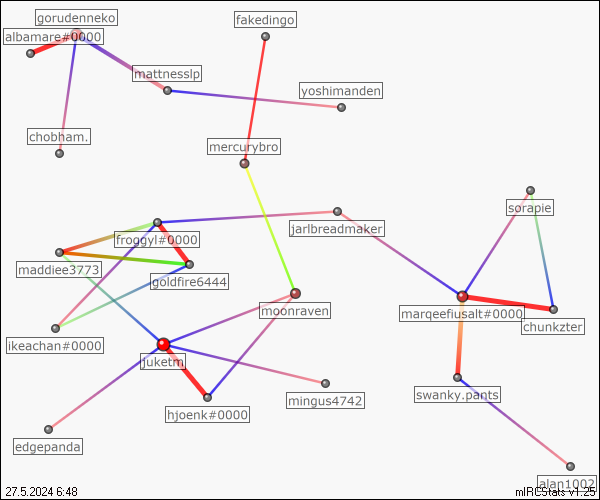 gorudenneko
fakedingo
albamare#0000
mattnesslp
yoshimanden
chobham.
mercurybro
sorapie
jarlbreadmaker
froggyl#0000
maddiee3773
goldfire6444
moonraven
marqeefiusalt#0000
chunkzter
ikeachan#0000
juketm
swanky.pants
mingus4742
hjoenk#0000
edgepanda
alan1002
27.5.2024 6:48
mIRCStats v1.25